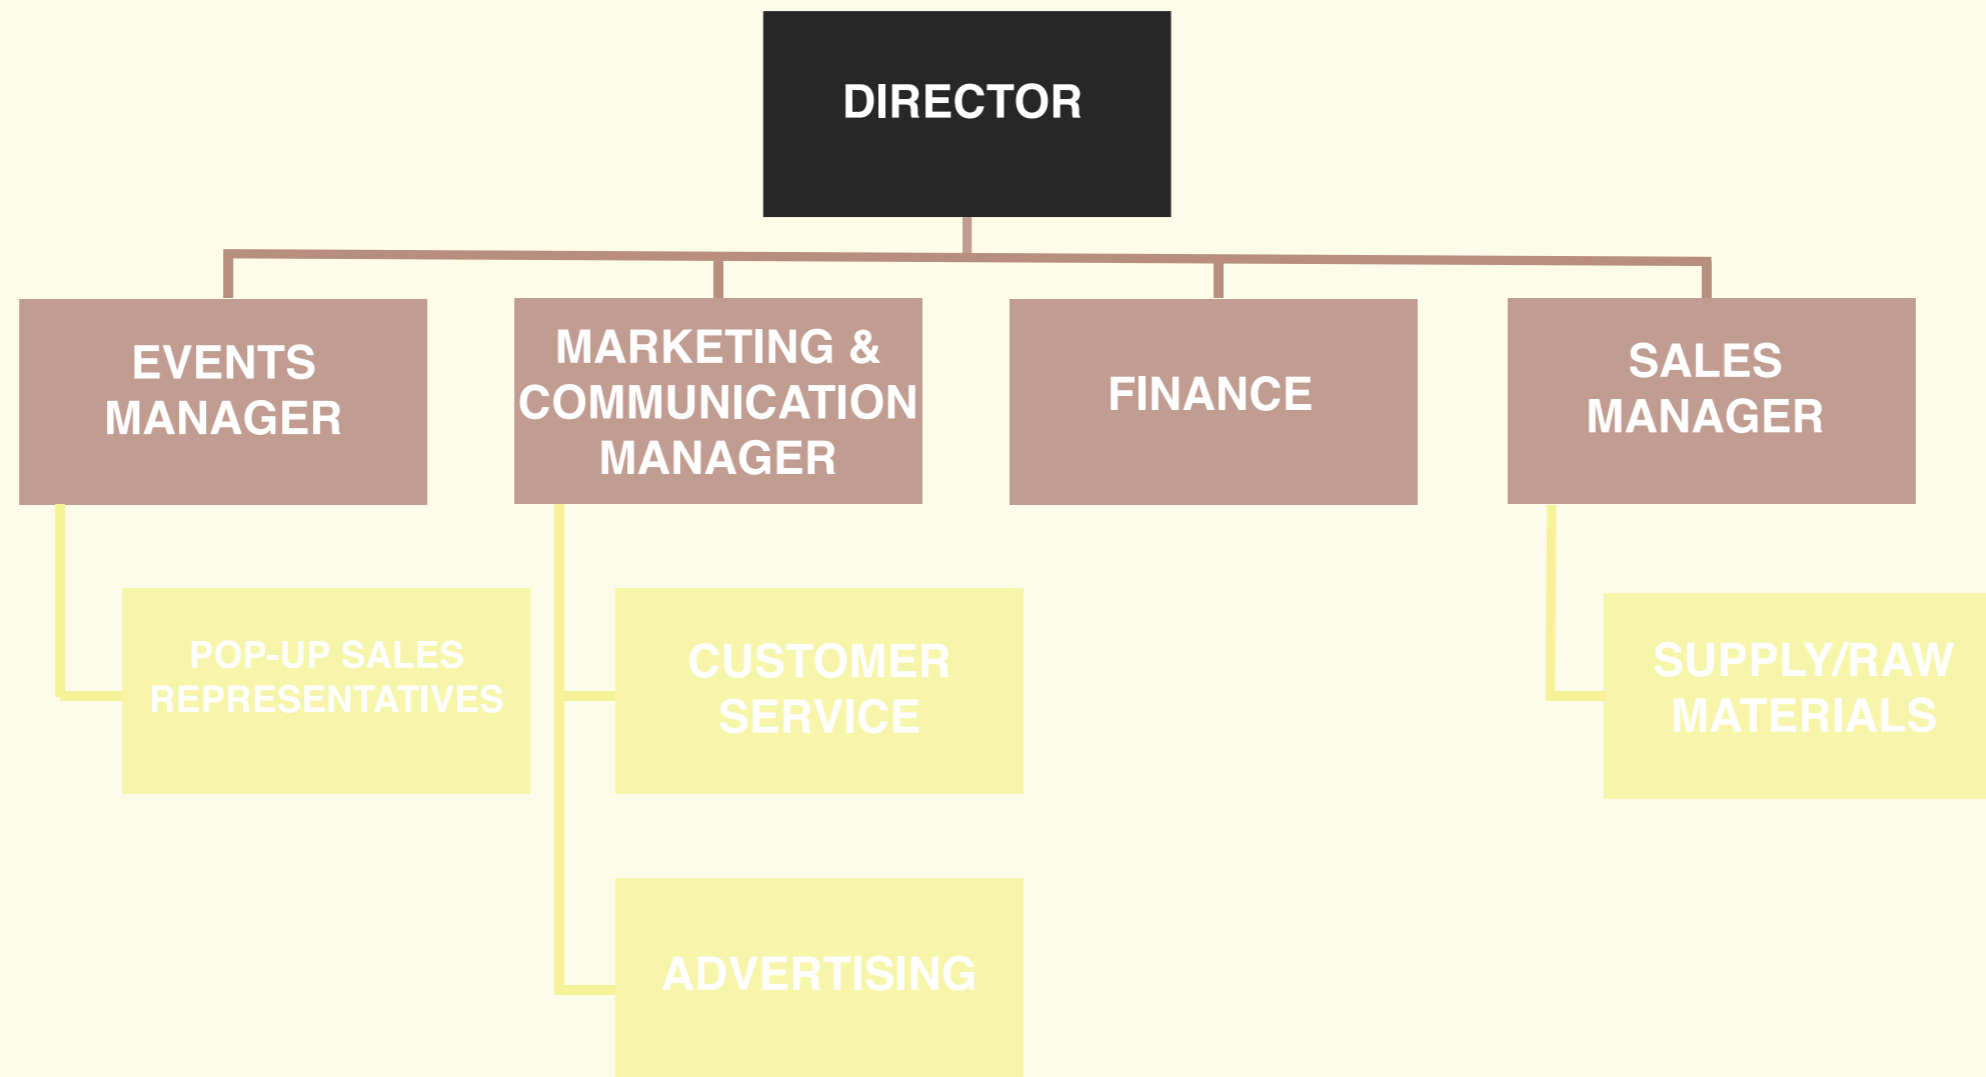 DIRECTOR
EVENTS
MANAGER
MARKETING &
COMMUNICATION
MANAGER
FINANCE
SALES
MANAGER
POP-UP SALES
REPRESENTATIVES
CUSTOMER
SERVICE
SUPPLY/RAW
MATERIALS
ADVERTISING